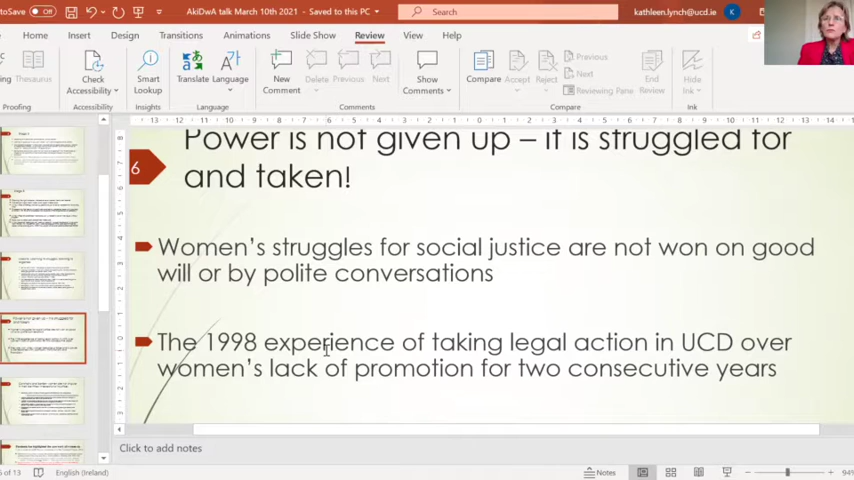 AutoSave Off AkiDwA talk March 10th 2021 - Saved to this PC Search kathleen.lynch@ucd.ie K
Home Insert Design Transitions Animations Slide Show Review View Help
Thesaurus Check Accessibility Smart Lookup Translate Language New Comment Delete Previous Next Show Comments Compare Accept Reject Previous Next Reviewing Pane End Review Hide Ink
Proofing Accessibility Insights Language Comments Compare Ink
6
Power is not given up – it is struggled for
and taken!
Women's struggles for social justice are not won on good
will or by polite conversations
The 1998 experience of taking legal action in UCD over
women's lack of promotion for two consecutive years
Click to add notes
of 13 English (Ireland) Notes 94%